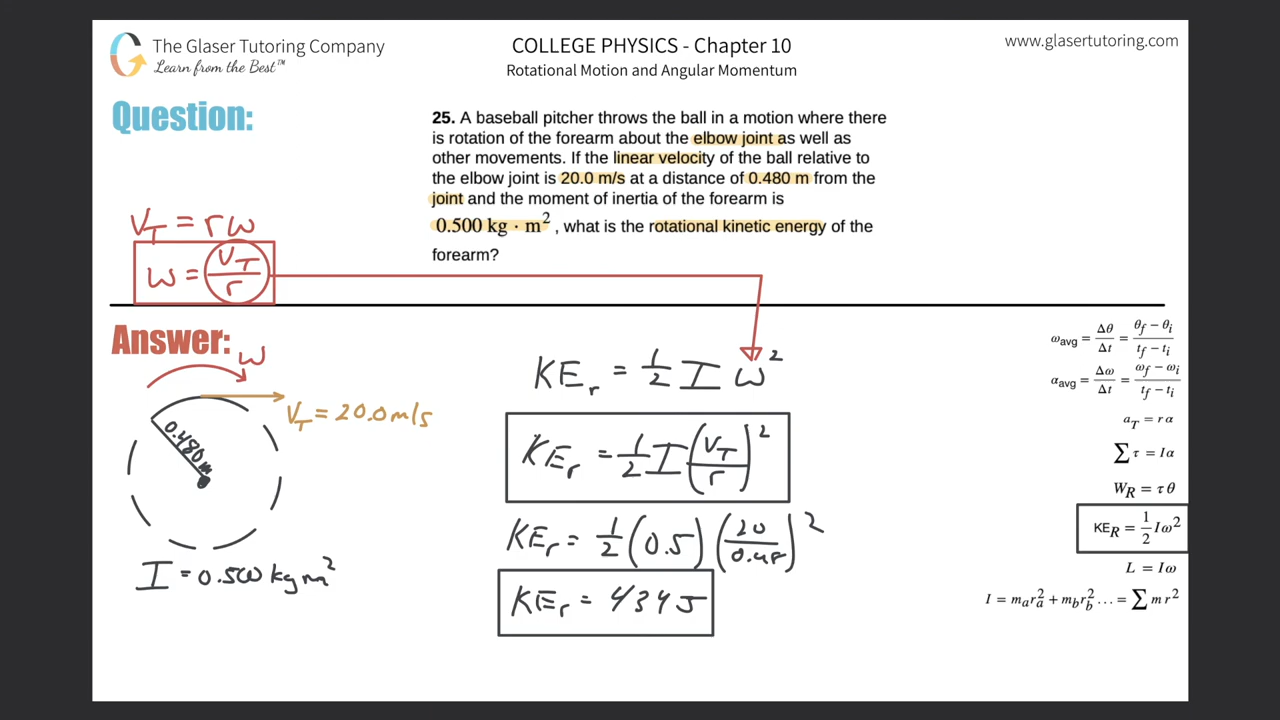 The Glaser Tutoring Company
Learn from the Best™
COLLEGE PHYSICS - Chapter 10
Rotational Motion and Angular Momentum
www.glasertutoring.com
Question:
25. A baseball pitcher throws the ball in a motion where there
is rotation of the forearm about the elbow joint as well as
other movements. If the linear velocity of the ball relative to
the elbow joint is 20.0 m/s at a distance of 0.480 m from the
joint and the moment of inertia of the forearm is
0.500 kg · m², what is the rotational kinetic energy of the
forearm?
V_T = rω
ω = V_T/r
Answer:
ω
V_T = 20.0 m/s
0.480m
I = 0.500 kgm²
KE_r = 1/2 I ω²
KE_r = 1/2 I (V_T/r)²
KE_r = 1/2 (0.5) (20/0.48)²
KE_r = 434 J
ω_avg = Δθ/Δt = (θ_f − θ_i)/(t_f − t_i)
α_avg = Δω/Δt = (ω_f − ω_i)/(t_f − t_i)
a_T = rα
∑τ = Iα
W_R = τθ
KE_R = 1/2 Iω²
L = Iω
I = m_a r_a² + m_b r_b² … = ∑ m r²